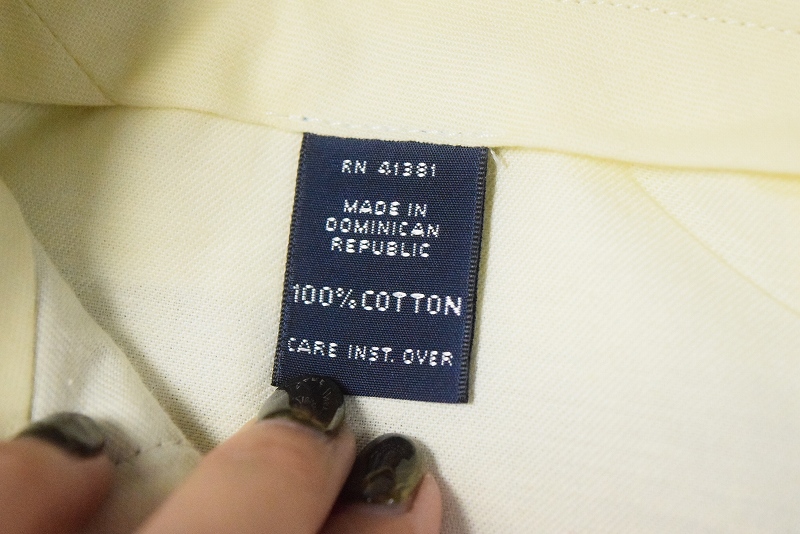 RN 41381
MADE IN
DOMINICAN
REPUBLIC
100% COTTON
CARE INST. OVER